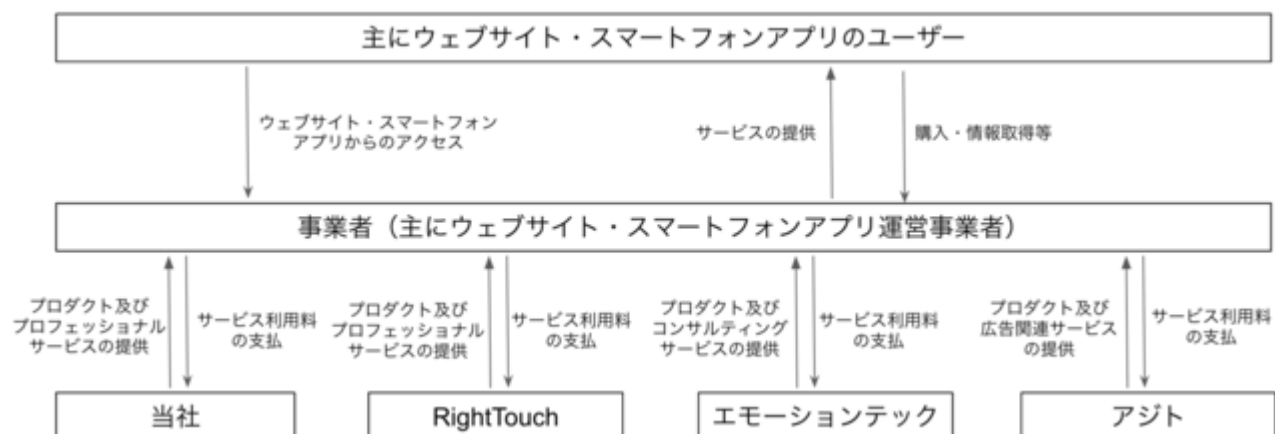 主にウェブサイト・スマートフォンアプリのユーザー
ウェブサイト・スマートフォン
アプリからのアクセス
サービスの提供
購入・情報取得等
事業者（主にウェブサイト・スマートフォンアプリ運営事業者）
プロダクト及び
プロフェッショナル
サービスの提供
サービス利用料
の支払
プロダクト及び
プロフェッショナル
サービスの提供
サービス利用料
の支払
プロダクト及び
コンサルティング
サービスの提供
サービス利用料
の支払
プロダクト及び
広告関連サービス
の提供
サービス利用料
の支払
当社
RightTouch
エモーションテック
アジト